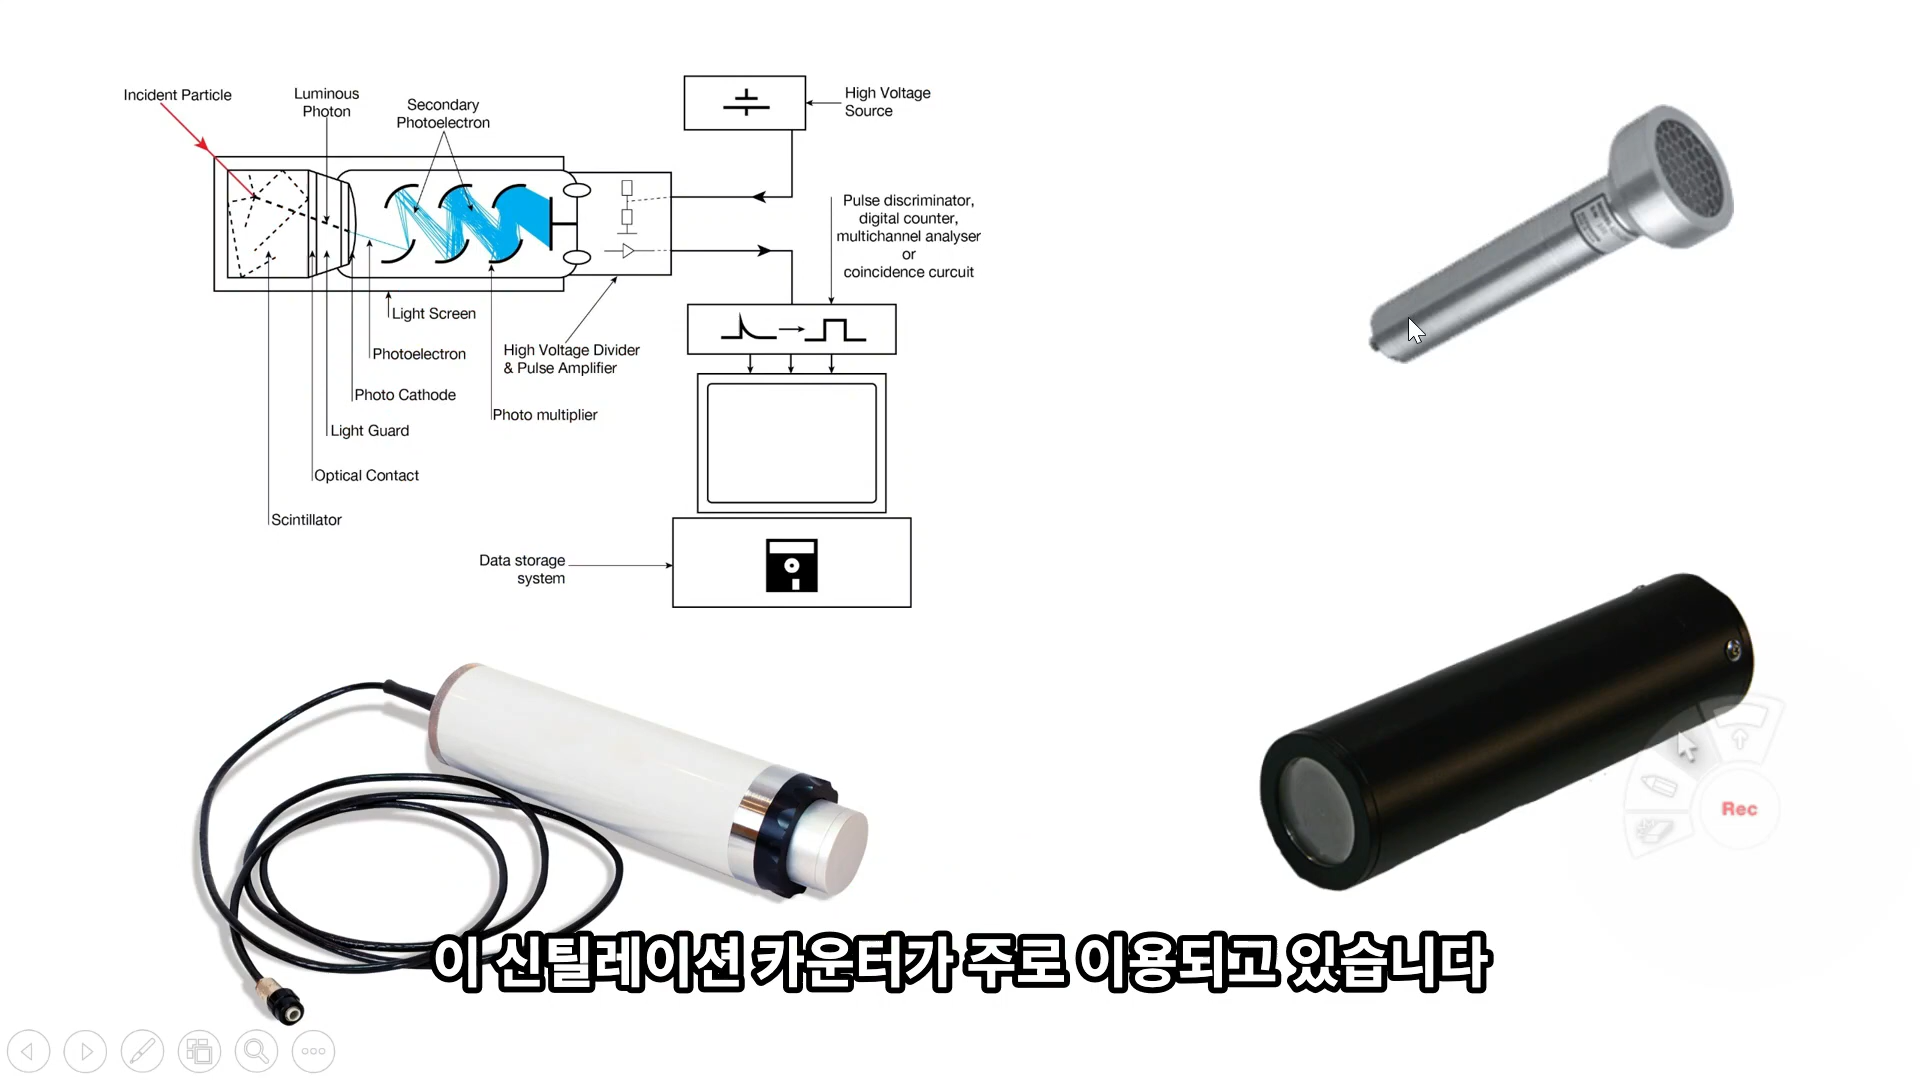 Incident Particle
Luminous
Photon
Secondary
Photoelectron
High Voltage
Source
Pulse discriminator,
digital counter,
multichannel analyser
or
coincidence curcuit
Light Screen
Photoelectron
High Voltage Divider
& Pulse Amplifier
Photo Cathode
Photo multiplier
Light Guard
Optical Contact
Scintillator
Data storage
system
Rec
이 신틸레이션 카운터가 주로 이용되고 있습니다